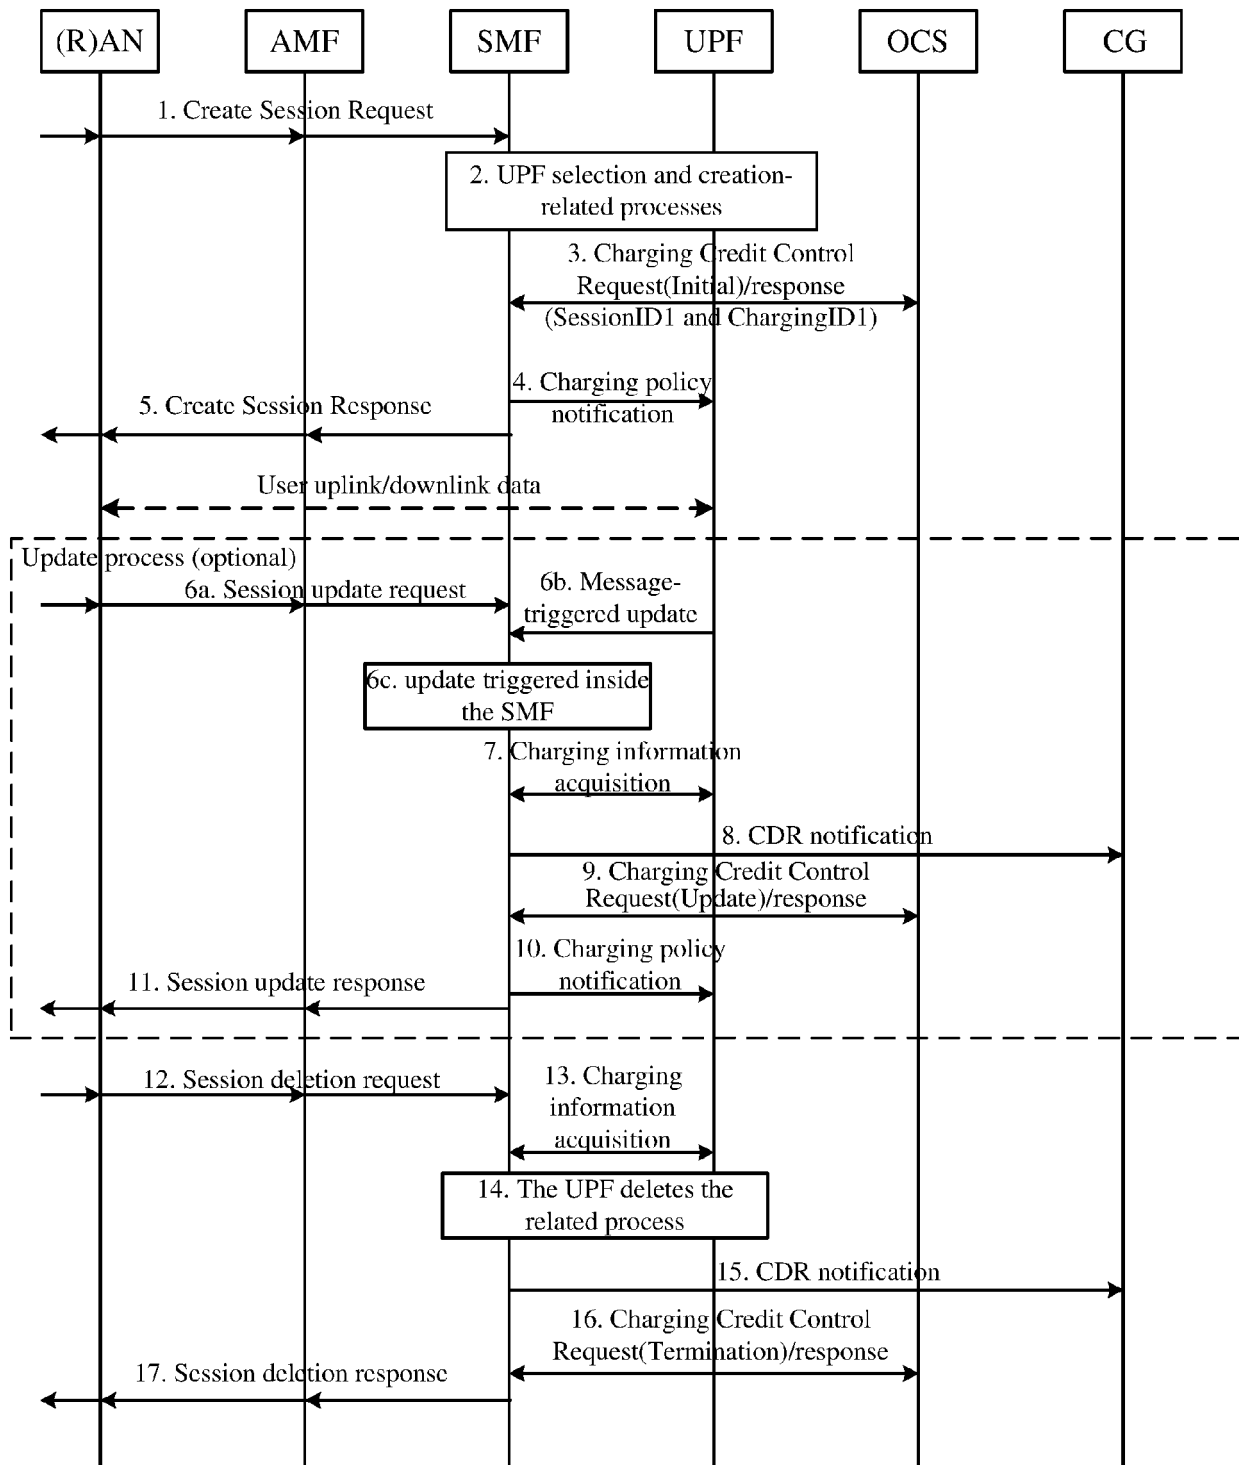 (R)AN
AMF
SMF
UPF
OCS
CG
1. Create Session Request
2. UPF selection and creation-
related processes
3. Charging Credit Control
Request(Initial)/response
(SessionID1 and ChargingID1)
4. Charging policy
notification
5. Create Session Response
User uplink/downlink data
Update process (optional)
6a. Session update request
6b. Message-
triggered update
6c. update triggered inside
the SMF
7. Charging information
acquisition
8. CDR notification
9. Charging Credit Control
Request(Update)/response
10. Charging policy
notification
11. Session update response
12. Session deletion request
13. Charging
information
acquisition
14. The UPF deletes the
related process
15. CDR notification
16. Charging Credit Control
Request(Termination)/response
17. Session deletion response